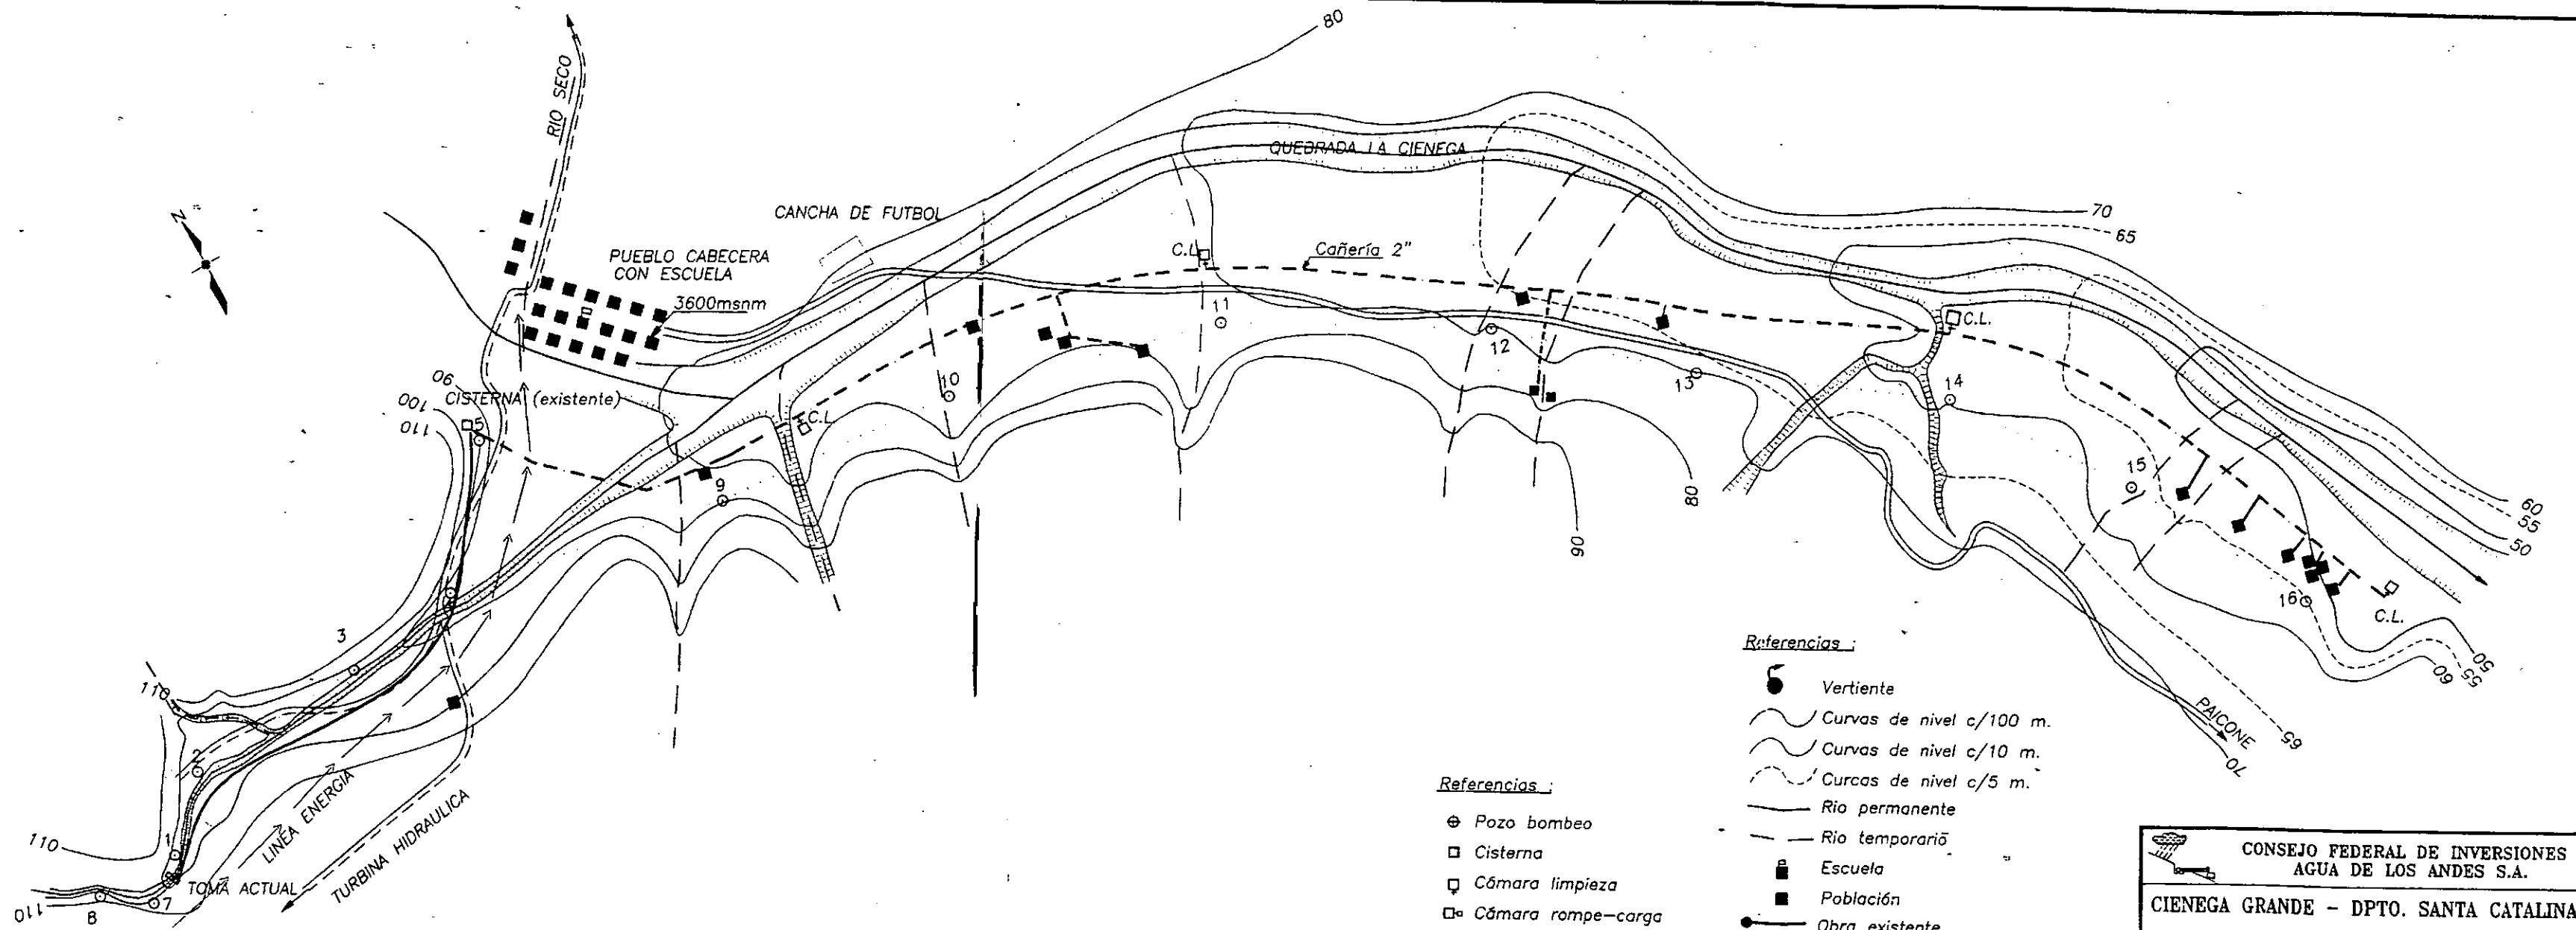 80
RIO SECO
N
QUEBRADA LA CIENEGA
CANCHA DE FUTBOL
70
65
C.L.
Cañería 2"
PUEBLO CABECERA
CON ESCUELA
3600msnm
11
12
13
C.L.
14
90
100
110
CISTERNA (existente)
5
10
C.L.
9
15
80
90
60
55
50
16
C.L.
50
55
60
65
70
PAICONE
4
3
110
2
1
110
LINEA ENERGIA
TURBINA HIDRAULICA
TOMA ACTUAL
7
8
110
Referencias :
Vertiente
Curvas de nivel c/100 m.
Curvas de nivel c/10 m.
Curcas de nivel c/5 m.
Rio permanente
Rio temporario
Escuela
Población
Obra existente
Referencias :
Pozo bombeo
Cisterna
Cámara limpieza
Cámara rompe-carga
CONSEJO FEDERAL DE INVERSIONES
AGUA DE LOS ANDES S.A.
CIENEGA GRANDE - DPTO. SANTA CATALINA